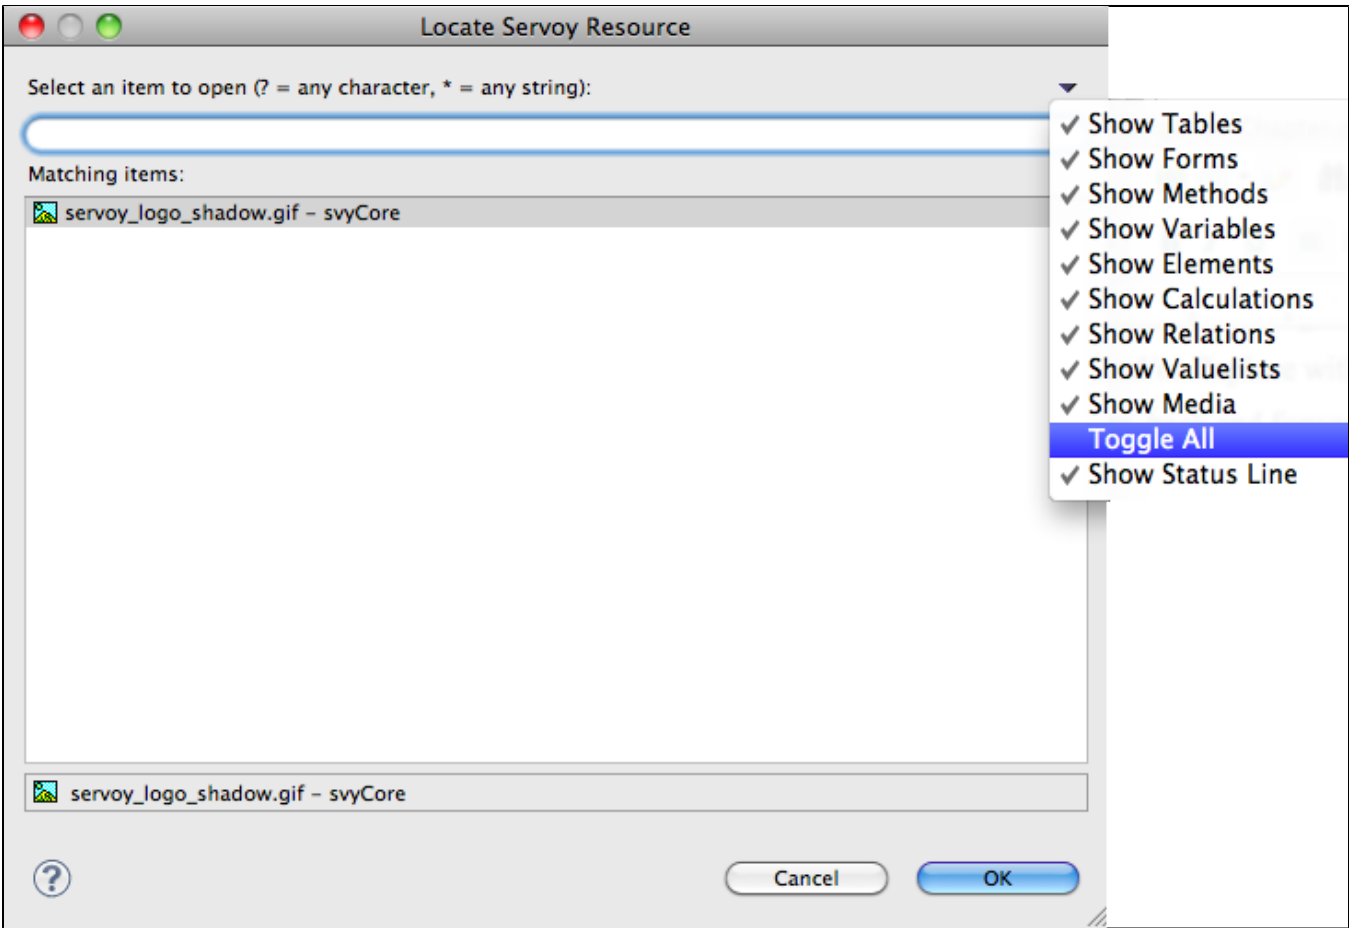 Locate Servoy Resource
Select an item to open (? = any character, * = any string):
Matching items:
servoy_logo_shadow.gif – svyCore
Show Tables
Show Forms
Show Methods
Show Variables
Show Elements
Show Calculations
Show Relations
Show Valuelists
Show Media
Toggle All
Show Status Line
servoy_logo_shadow.gif – svyCore
?
Cancel
OK